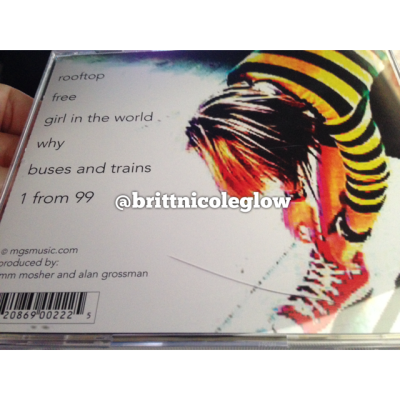 rooftop
free
girl in the world
why
buses and trains
1 from 99
@brittnicoleglow
© mgsmusic.com
produced by:
mm mosher and alan grossman
20869 00222 5